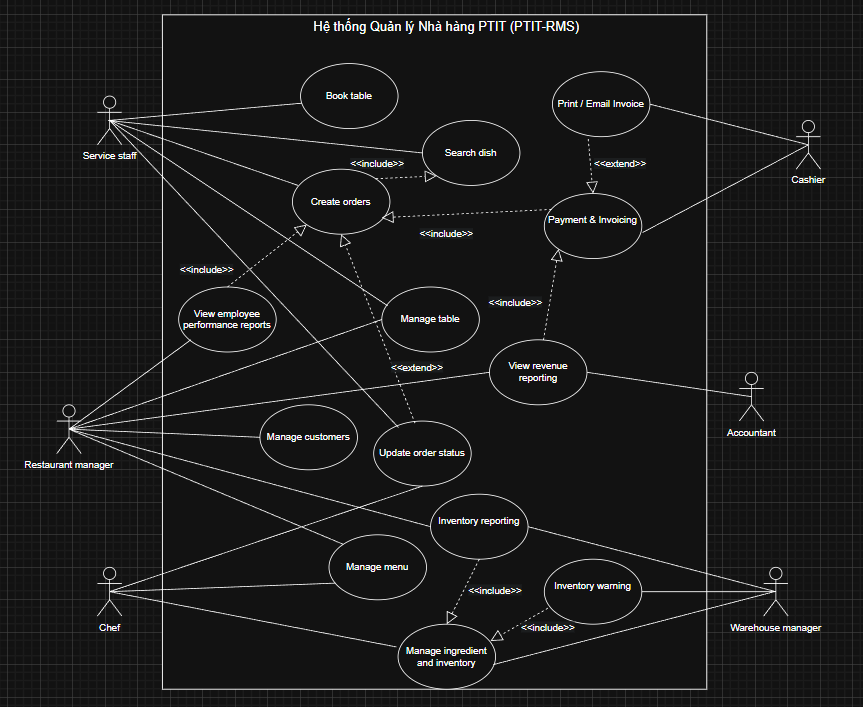 Hệ thống Quản lý Nhà hàng PTIT (PTIT-RMS)
Book table
Print / Email Invoice
Service staff
Search dish
<<include>>
<<extend>>
Cashier
Create orders
Payment & Invoicing
<<include>>
<<include>>
View employee
performance reports
Manage table
<<include>>
<<extend>>
View revenue
reporting
Accountant
Manage customers
Update order status
Restaurant manager
Inventory reporting
Manage menu
Inventory warning
<<include>>
Chef
<<include>>
Warehouse manager
Manage ingredient
and inventory